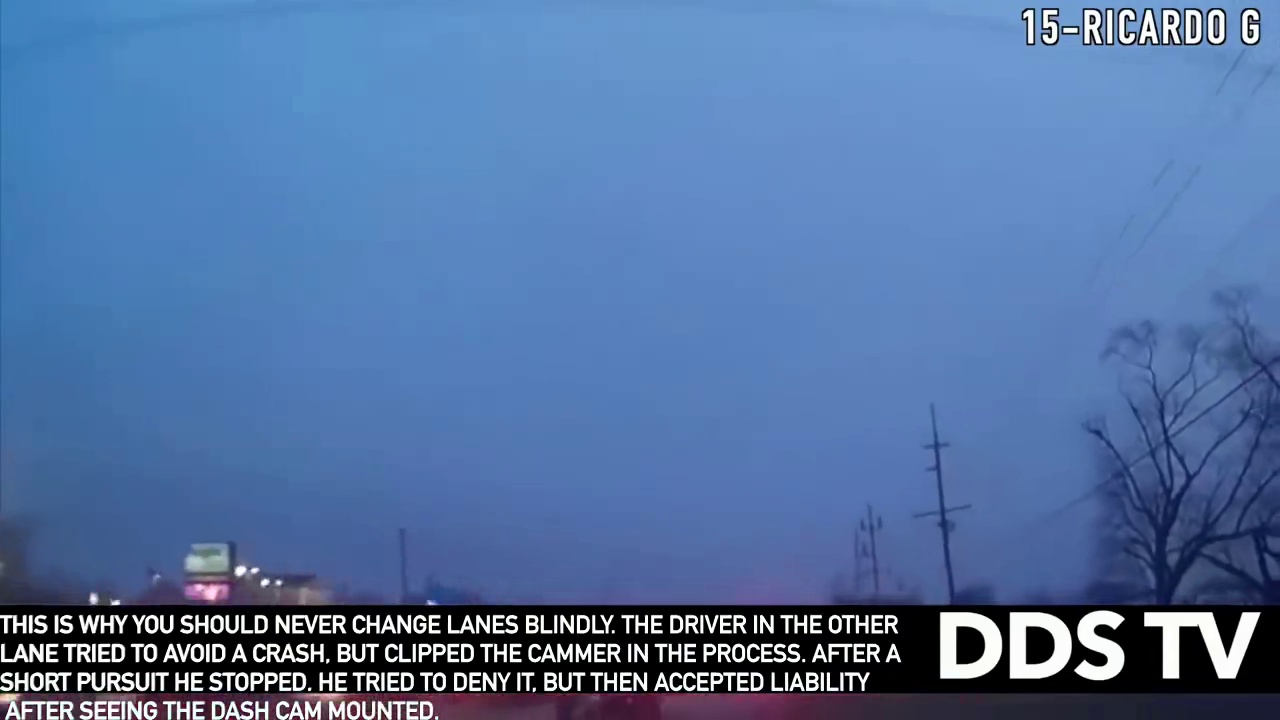 15-RICARDO G
THIS IS WHY YOU SHOULD NEVER CHANGE LANES BLINDLY. THE DRIVER IN THE OTHER
LANE TRIED TO AVOID A CRASH, BUT CLIPPED THE CAMMER IN THE PROCESS. AFTER A
SHORT PURSUIT HE STOPPED. HE TRIED TO DENY IT, BUT THEN ACCEPTED LIABILITY
AFTER SEEING THE DASH CAM MOUNTED.
DDS TV